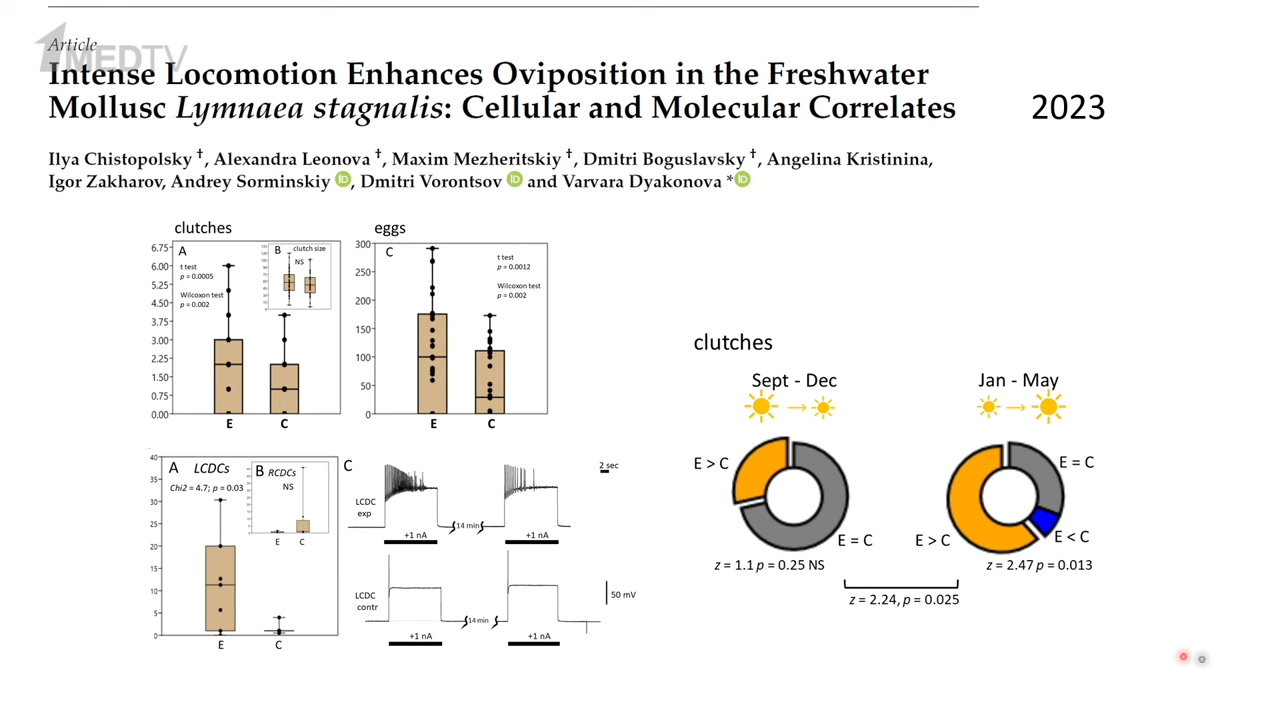 Article
MEDTV
Intense Locomotion Enhances Oviposition in the Freshwater
Mollusc Lymnaea stagnalis: Cellular and Molecular Correlates
2023
Ilya Chistopolsky †, Alexandra Leonova †, Maxim Mezheritskiy †, Dmitri Boguslavsky †, Angelina Kristinina,
Igor Zakharov, Andrey Sorminskiy iD, Dmitri Vorontsov iD and Varvara Dyakonova * iD
clutches
A
t test
p = 0.0005
Wilcoxon test
p = 0.002
B clutch size
NS
6.75
6.00
5.25
4.50
3.75
3.00
2.25
1.50
0.75
0.00
E C
eggs
C
t test
p = 0.0012
Wilcoxon test
p = 0.002
300
250
200
150
100
50
0
E C
A LCDCs
Chi2 = 4.7; p = 0.03
B RCDCs
NS
E C
40
35
30
25
20
15
10
5
0
E C
C
2 sec
LCDC
exp
14 min
+1 nA +1 nA
LCDC
contr
50 mV
14 min
+1 nA +1 nA
clutches
Sept - Dec
Jan - May
E > C
E = C
z = 1.1 p = 0.25 NS
E = C
E < C
E > C
z = 2.47 p = 0.013
z = 2.24, p = 0.025